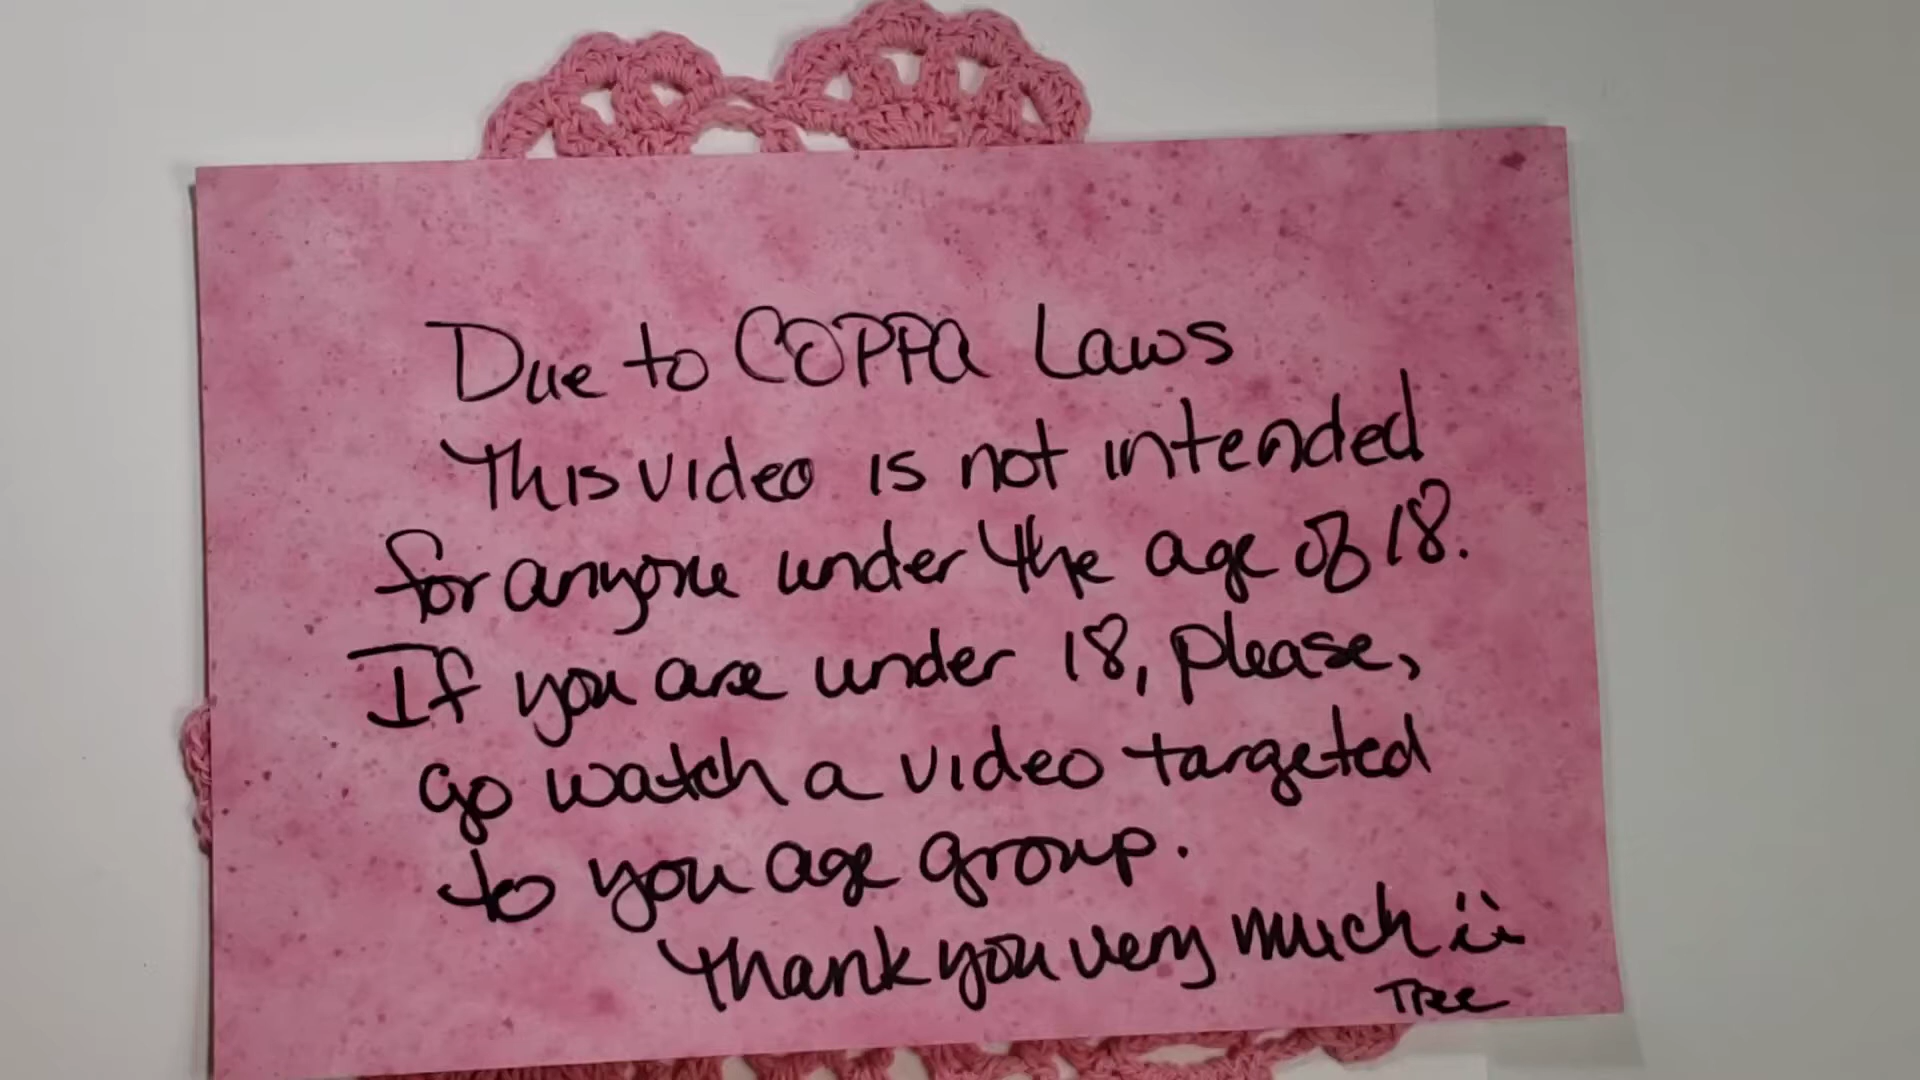 Due to COPPA Laws
This video is not intended
for anyone under the age of 18.
If you are under 18, please,
go watch a video targeted
to you age group.
Thank you very much ü
Tree